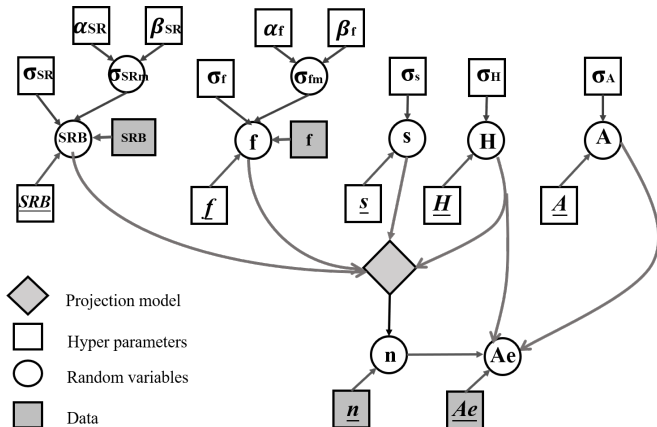 αSR
βSR
αf
βf
σSR
σSRm
σf
σfm
σs
σH
σA
SRB
SRB
f
f
s
H
A
SRB
f
s
H
A
Projection model
Hyper parameters
n
Ae
Random variables
n
Ae
Data